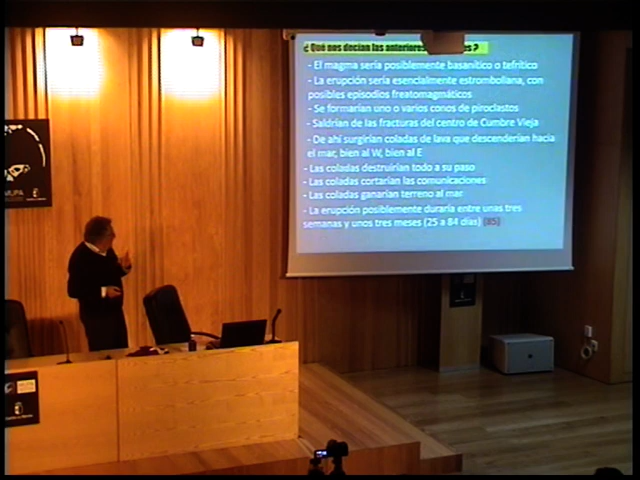 ¿ Qué nos decían las anteriores es ?
- El magma sería posiblemente basanítico o tefrítico
- La erupción sería esencialmente estromboliana, con
posibles episodios freatomagmáticos
- Se formarían uno o varios conos de piroclastos
- Saldrían de las fracturas del centro de Cumbre Vieja
- De ahí surgirían coladas de lava que descenderían hacia
el mar, bien al W, bien al E
- Las coladas destruirían todo a su paso
- Las coladas cortarían las comunicaciones
- Las coladas ganarían terreno al mar
- La erupción posiblemente duraría entre unas tres
semanas y unos tres meses (25 a 84 días) (85)
MUPA